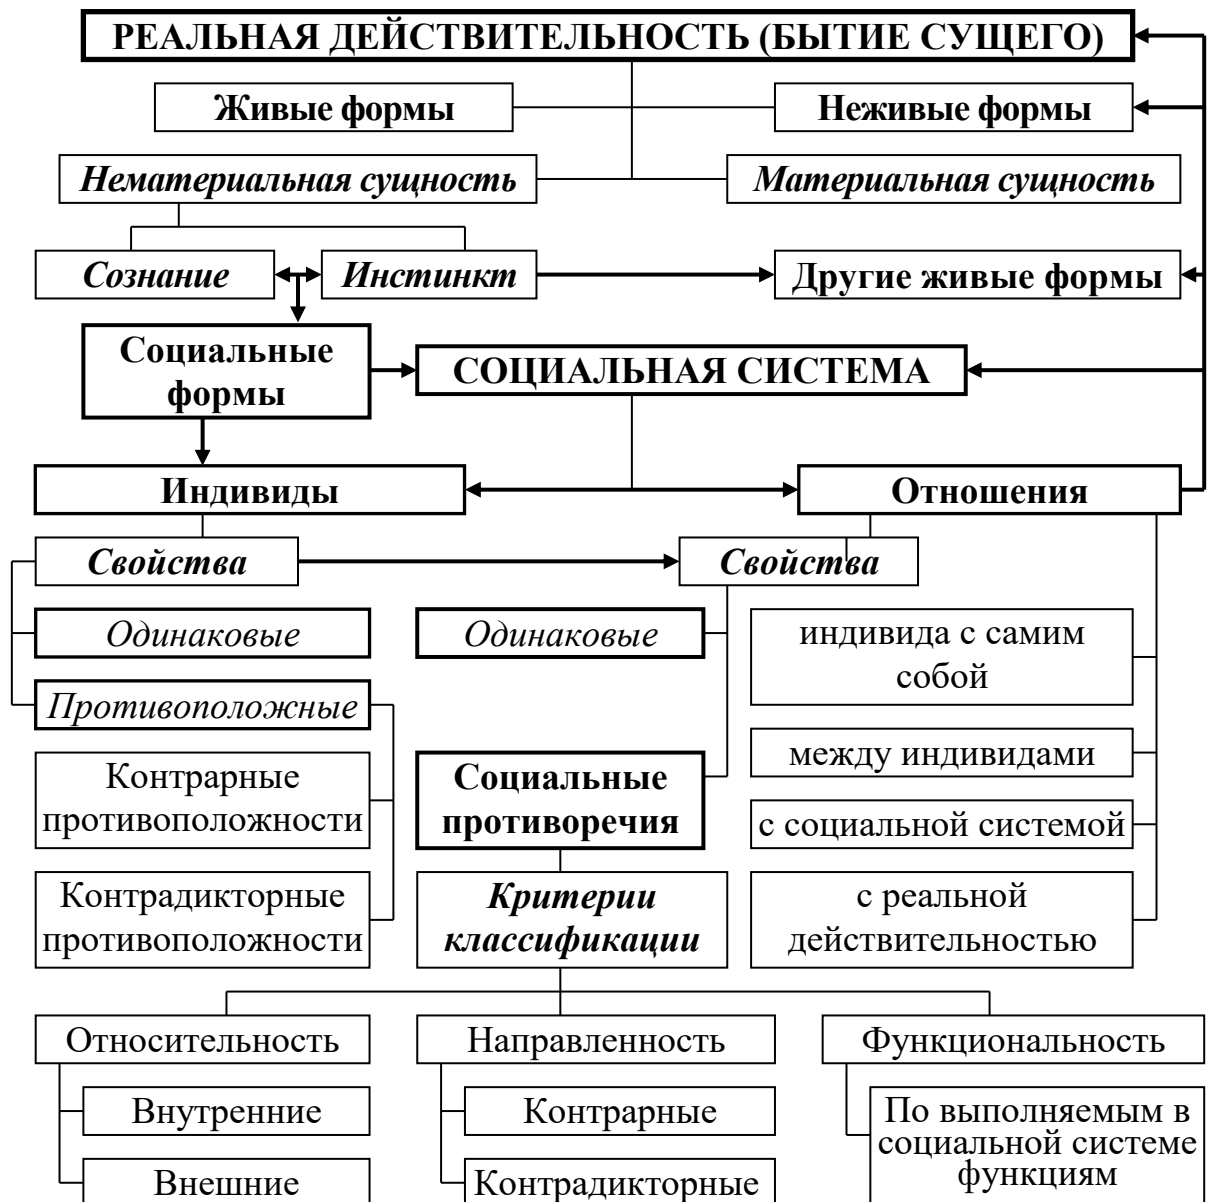 РЕАЛЬНАЯ ДЕЙСТВИТЕЛЬНОСТЬ (БЫТИЕ СУЩЕГО)
Живые формы
Неживые формы
Нематериальная сущность
Материальная сущность
Сознание
Инстинкт
Другие живые формы
Социальные
формы
СОЦИАЛЬНАЯ СИСТЕМА
Индивиды
Отношения
Свойства
Свойства
Одинаковые
Одинаковые
индивида с самим
собой
Противоположные
между индивидами
Контрарные
противоположности
Социальные
противоречия
с социальной системой
Контрадикторные
противоположности
Критерии
классификации
с реальной
действительностью
Относительность
Направленность
Функциональность
Внутренние
Контрарные
По выполняемым в
социальной системе
функциям
Внешние
Контрадикторные